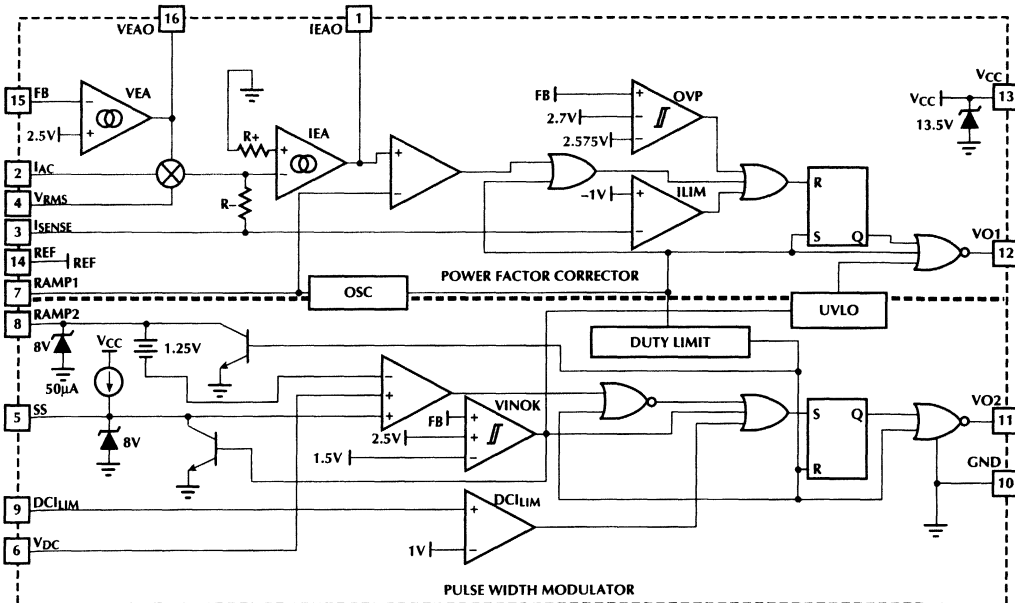 16
VEAO
1
IEAO
15
FB
VEA
−
+
2.5V
R+
IEA
+
−
+
−
FB
OVP
+
−
−
2.7V
2.575V
VCC
13
VCC
13.5V
2
IAC
4
VRMS
R−
3
ISENSE
−1V
ILIM
+
−
R
S
Q
VO1
12
14
REF
REF
7
RAMP1
POWER FACTOR CORRECTOR
OSC
UVLO
DUTY LIMIT
8
RAMP2
8V
VCC
1.25V
50μA
5
SS
8V
−
+
+
VINOK
FB
+
2.5V
+
1.5V
−
S
Q
R
VO2
11
GND
10
9
DCILIM
DCILIM
+
1V
−
6
VDC
PULSE WIDTH MODULATOR